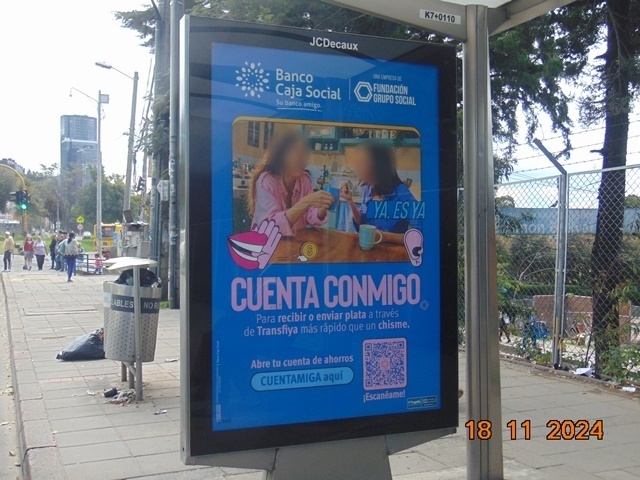 K7+0110
JCDecaux
Banco
Caja Social
Su banco amigo.
UNA EMPRESA DE
FUNDACIÓN
GRUPO SOCIAL
YA, ES YA
CUENTA CONMIGO
Para recibir o enviar plata a través
de Transfiya más rápido que un chisme.
Abre tu cuenta de ahorros
CUENTAMIGA aquí
¡Escanéame!
18 11 2024